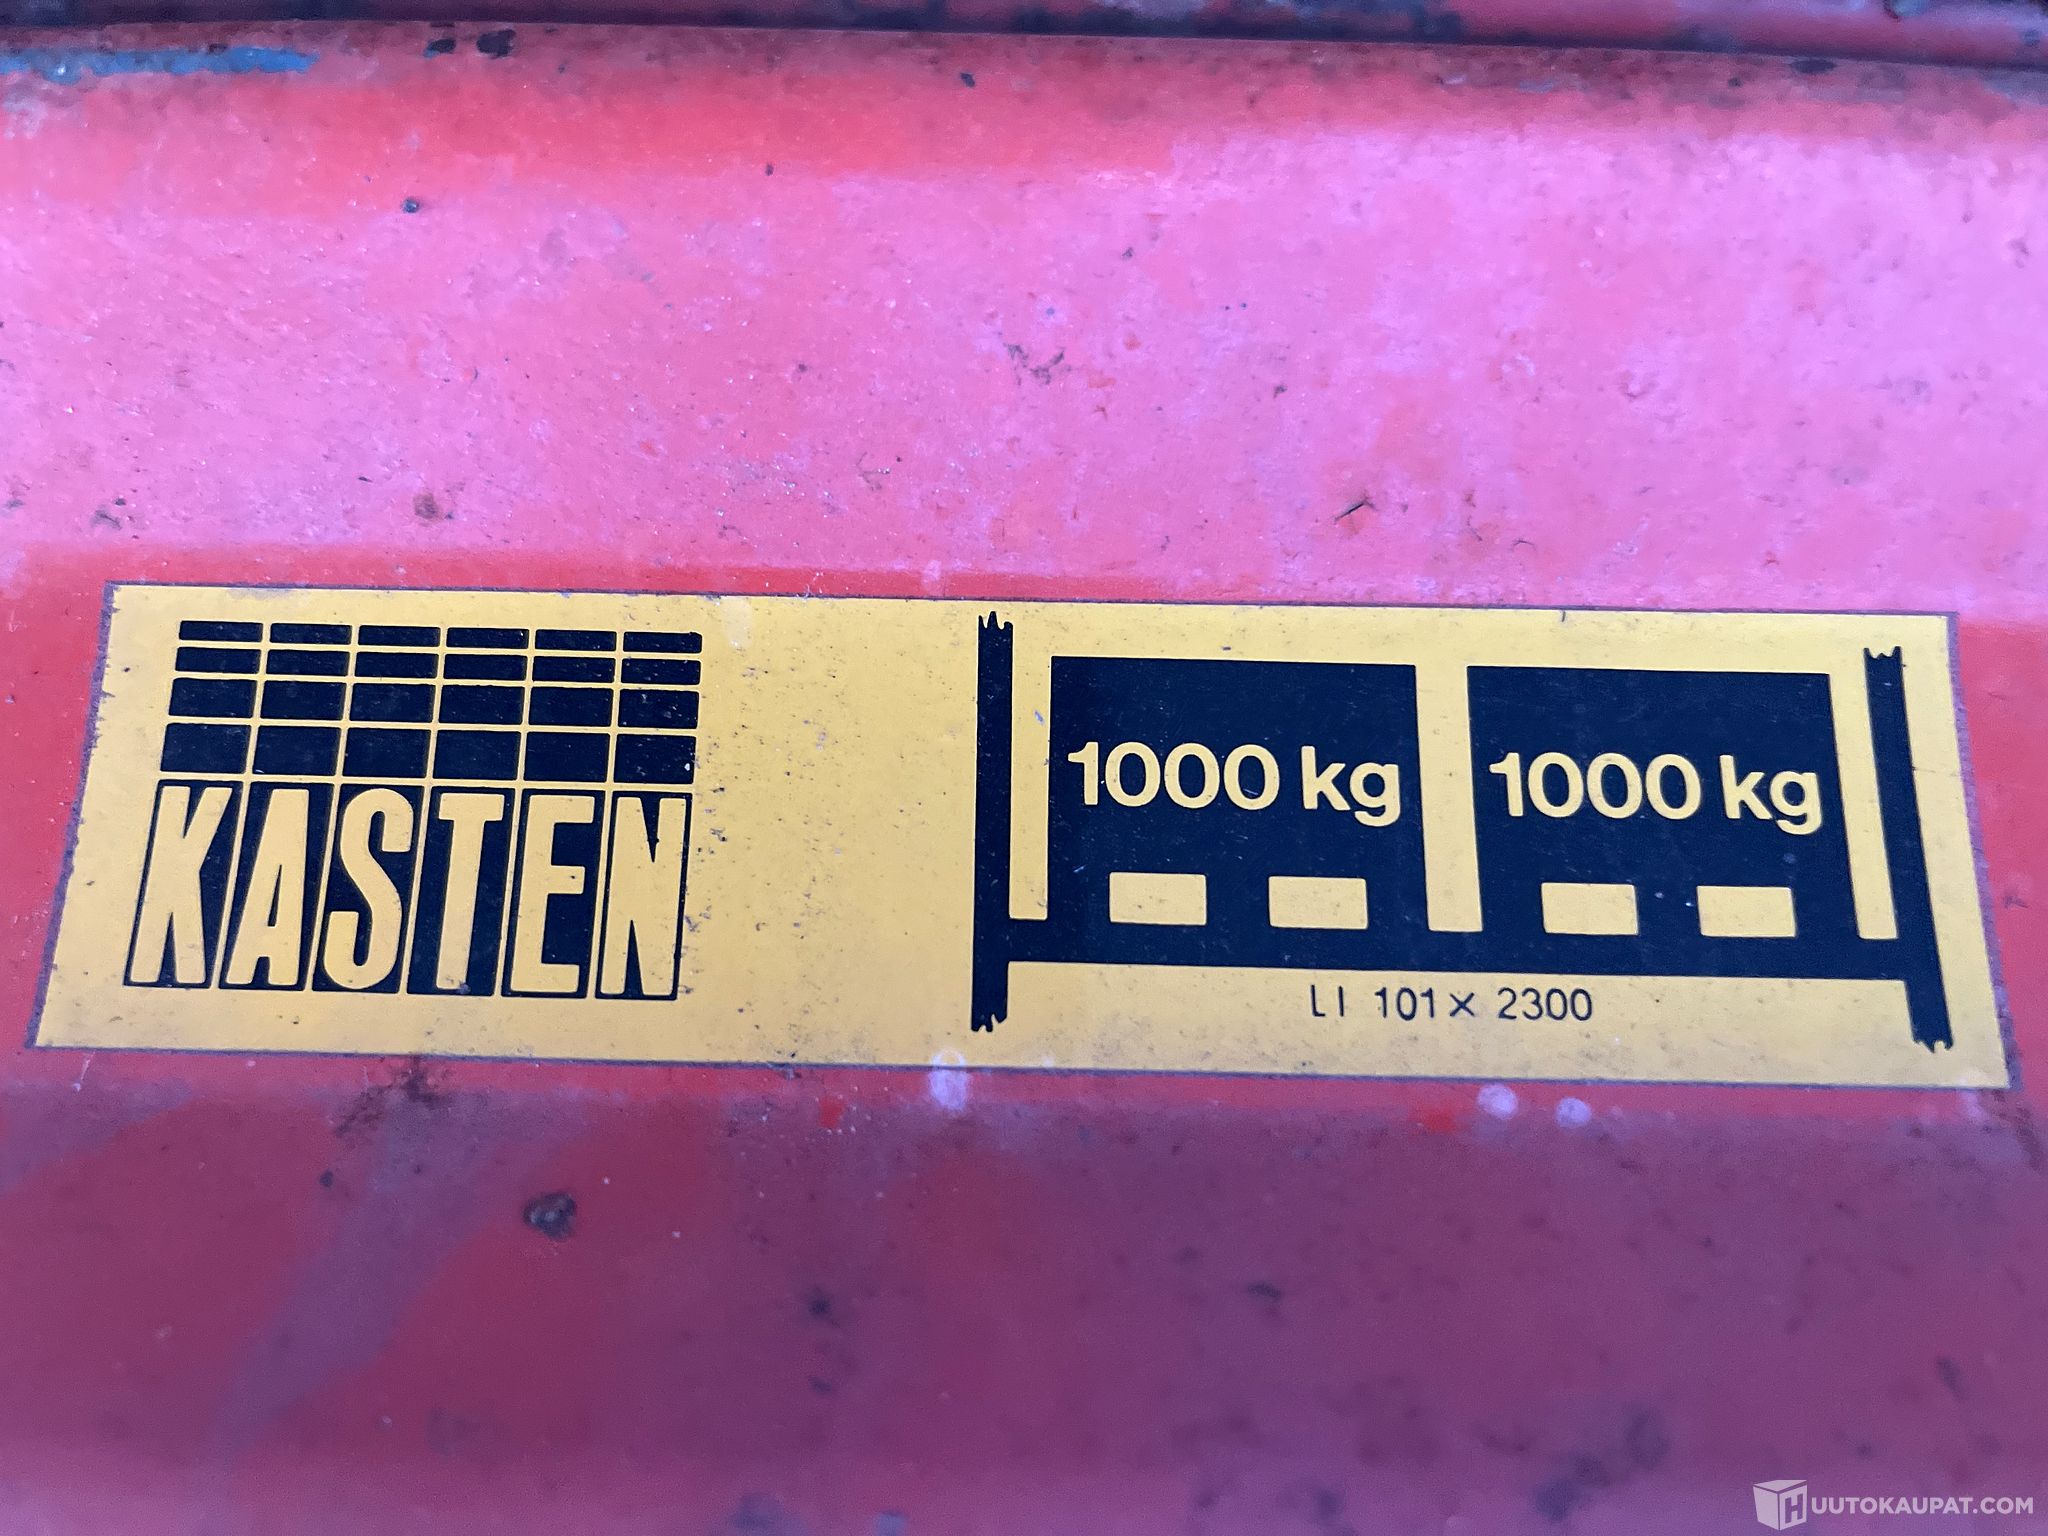 KASTEN
1000 kg 1000 kg
LI 101 x 2300
HUUTOKAUPAT.COM